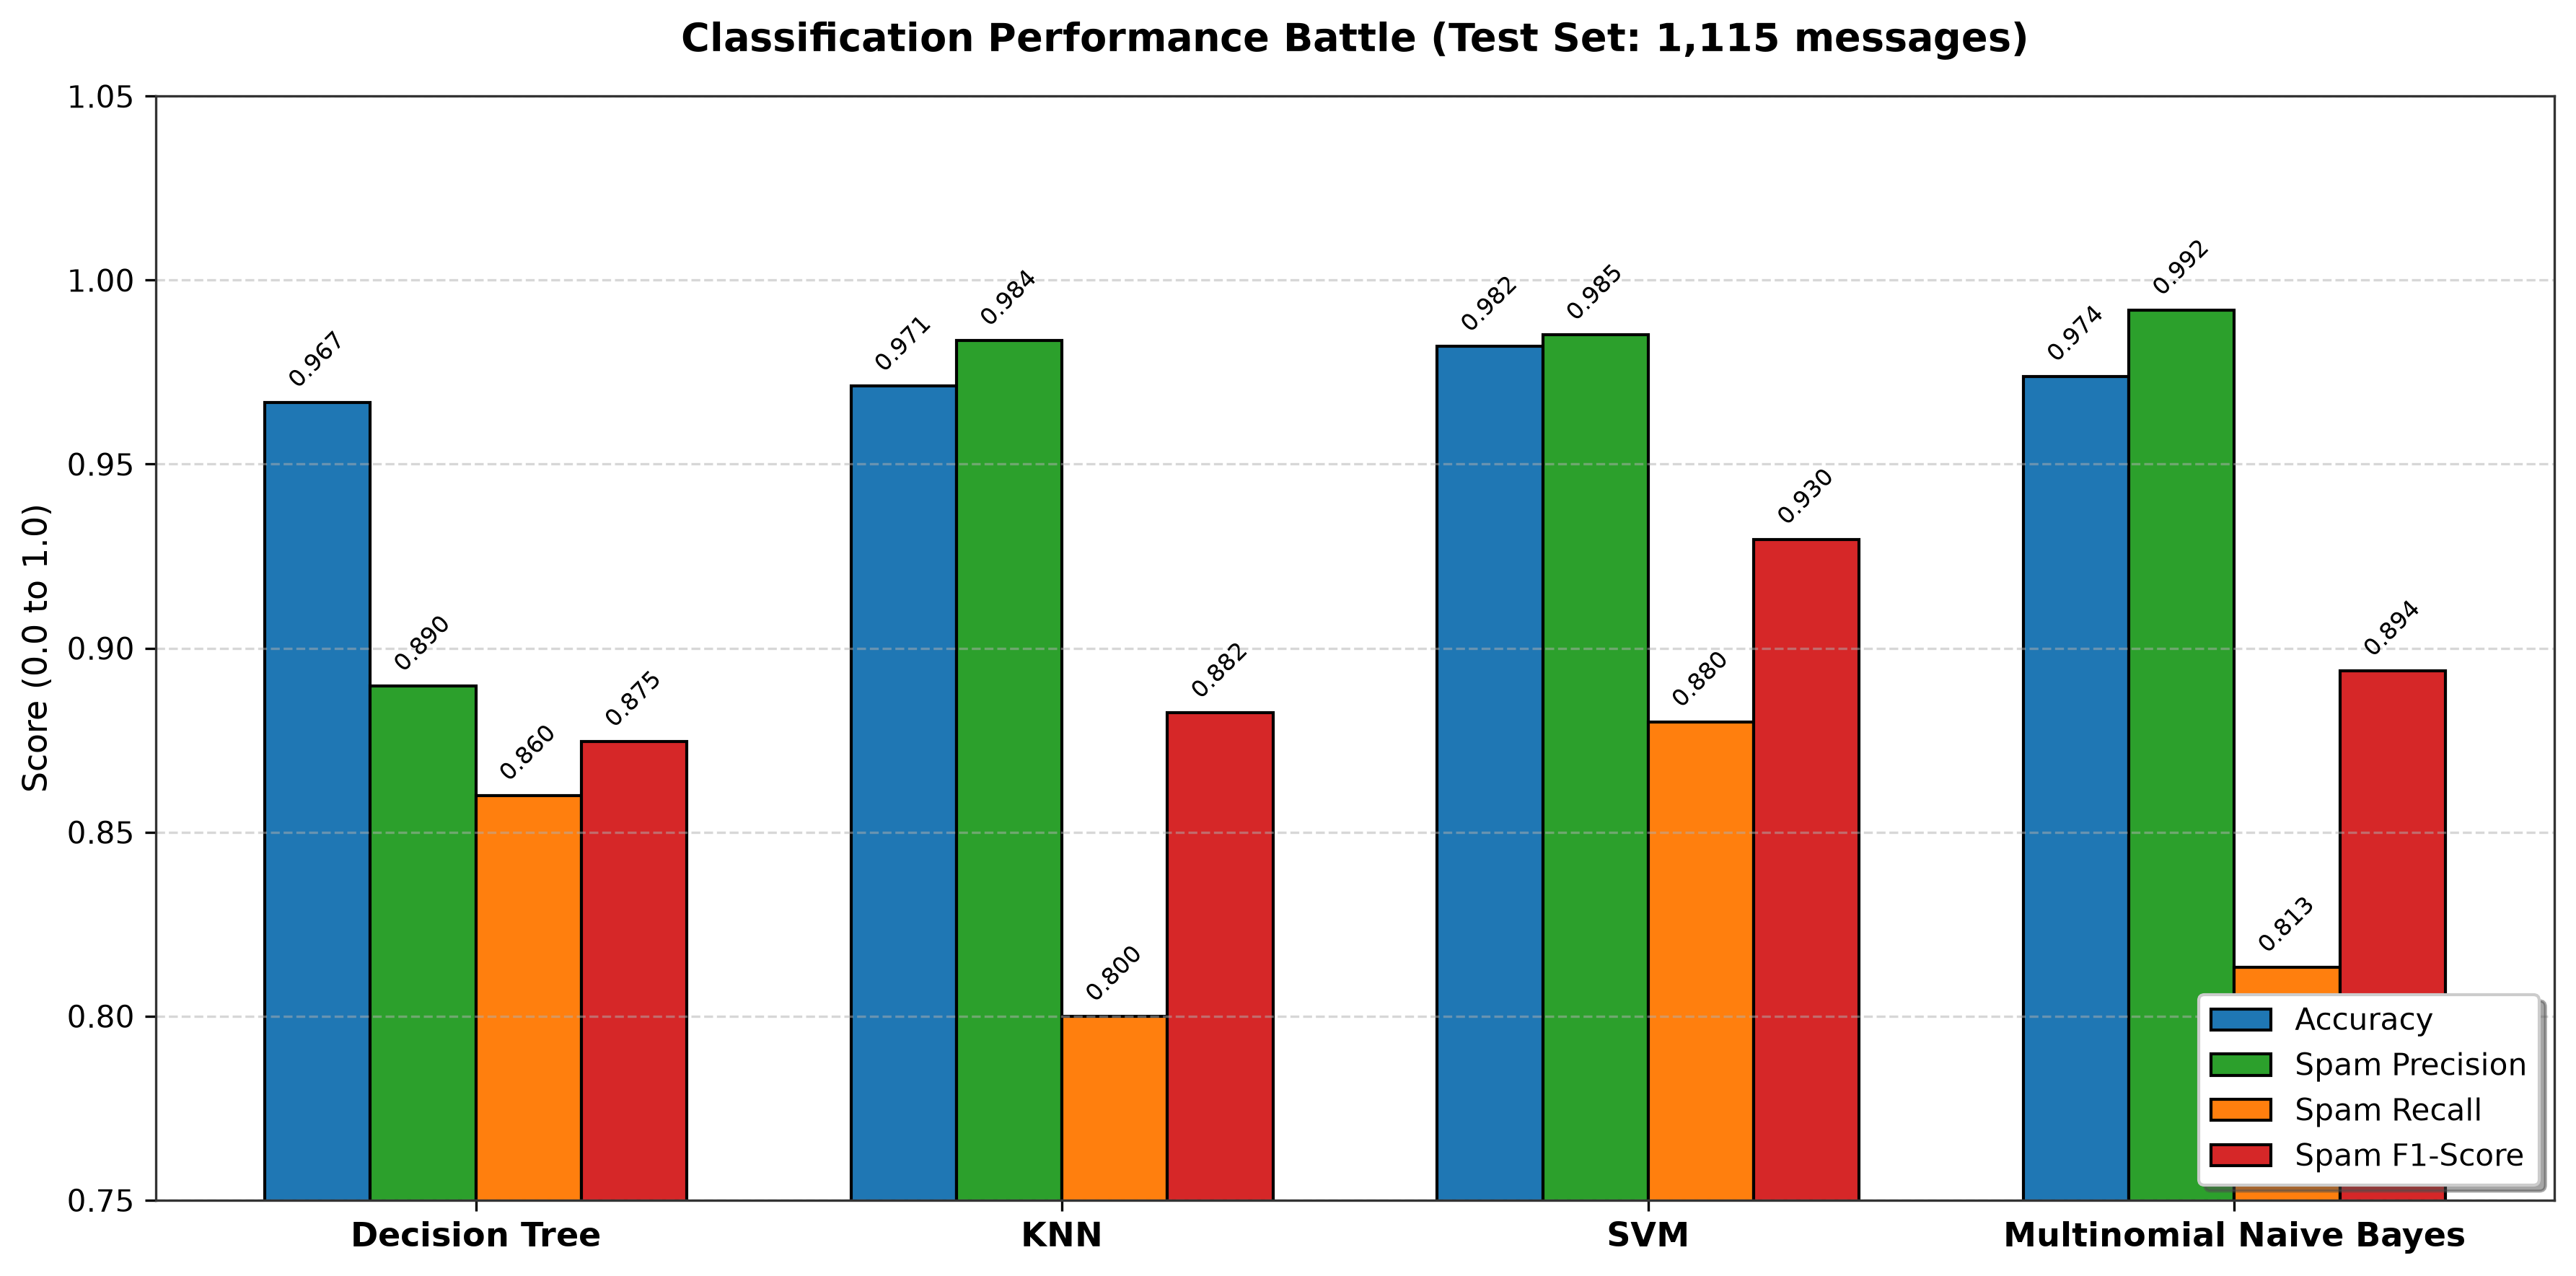 Classification Performance Battle (Test Set: 1,115 messages)
Score (0.0 to 1.0)
1.05
1.00
0.95
0.90
0.85
0.80
0.75
0.967
0.890
0.860
0.875
0.971
0.984
0.800
0.882
0.982
0.985
0.880
0.930
0.974
0.992
0.813
0.894
Accuracy
Spam Precision
Spam Recall
Spam F1-Score
Decision Tree
KNN
SVM
Multinomial Naive Bayes